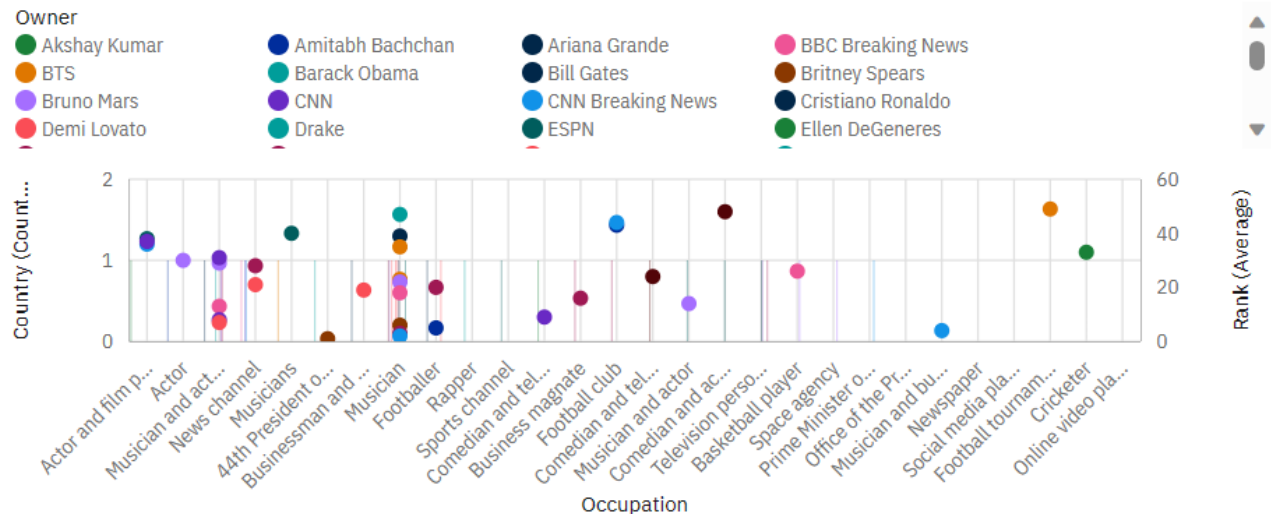 Owner
Akshay Kumar Amitabh Bachchan Ariana Grande BBC Breaking News
BTS Barack Obama Bill Gates Britney Spears
Bruno Mars CNN CNN Breaking News Cristiano Ronaldo
Demi Lovato Drake ESPN Ellen DeGeneres
Country (Count...
2
1
0
60
40
20
0
Rank (Average)
Actor and film p...
Actor
Musician and act...
News channel
Musicians
44th President o...
Businessman and ...
Musician
Footballer
Rapper
Sports channel
Comedian and tel...
Business magnate
Football club
Comedian and tel...
Musician and actor
Comedian and ac...
Television perso...
Basketball player
Space agency
Prime Minister o...
Office of the Pr...
Musician and bu...
Newspaper
Social media pla...
Football tournam...
Cricketer
Online video pla...
Occupation